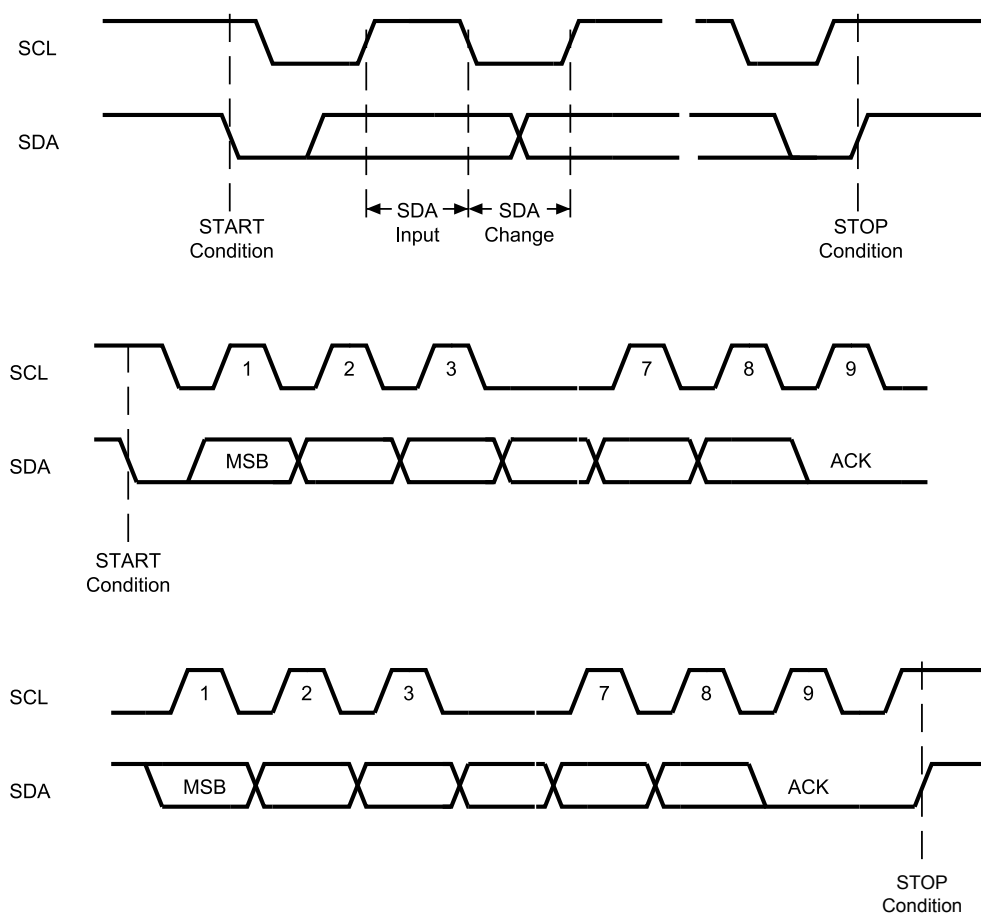 SCL
SDA
SDA
Input
SDA
Change
START
Condition
STOP
Condition
SCL
1 2 3 7 8 9
SDA
MSB ACK
START
Condition
SCL
1 2 3 7 8 9
SDA
MSB ACK
STOP
Condition